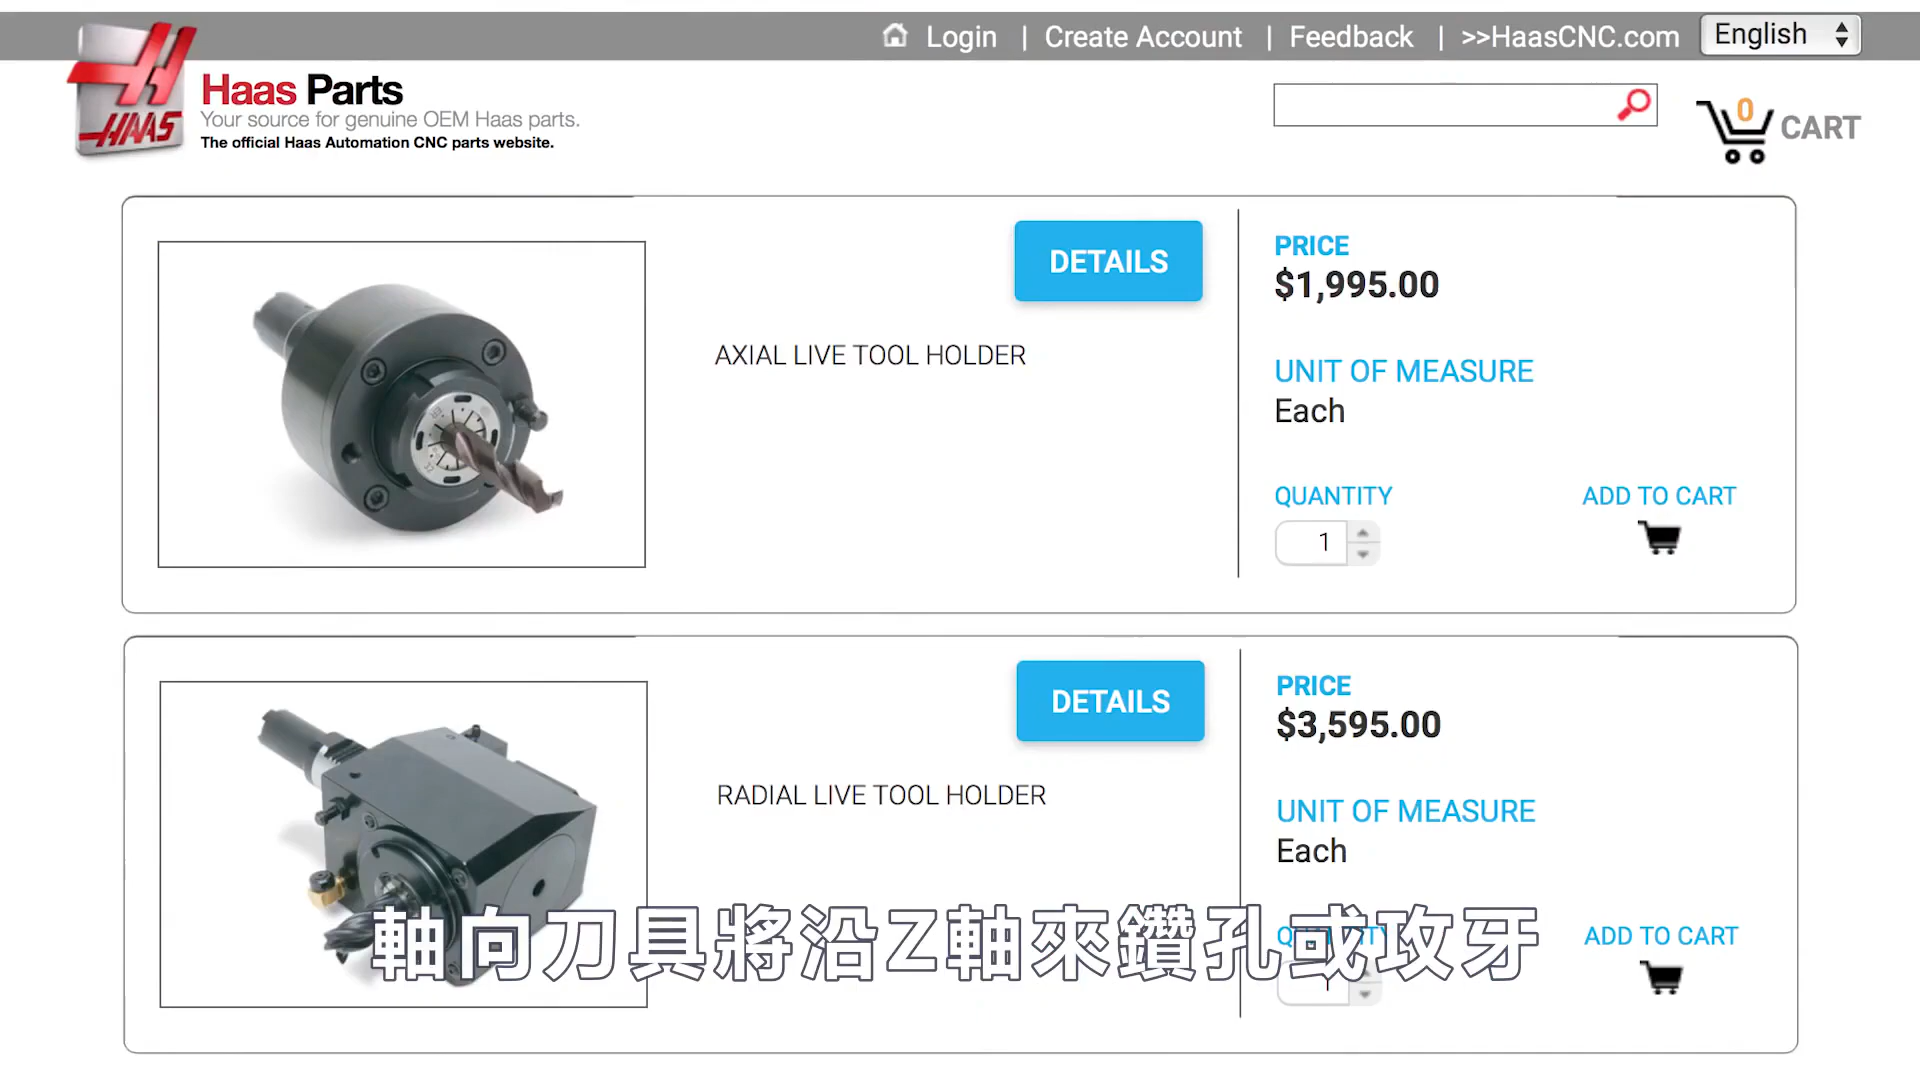 Login | Create Account | Feedback | >>HaasCNC.com English
HAAS
Haas Parts
Your source for genuine OEM Haas parts.
The official Haas Automation CNC parts website.
0 CART
DETAILS
PRICE
$1,995.00
AXIAL LIVE TOOL HOLDER
UNIT OF MEASURE
Each
QUANTITY
ADD TO CART
1
DETAILS
PRICE
$3,595.00
RADIAL LIVE TOOL HOLDER
UNIT OF MEASURE
Each
QUANTITY
ADD TO CART
1
軸向刀具將沿Z軸來鑽孔或攻牙